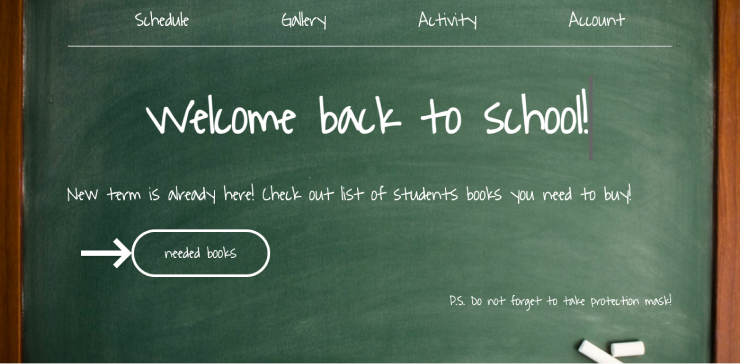 Schedule Gallery Activity Account
Welcome back to school!
New term is already here! Check out list of students books you need to buy!
needed books
P.S. Do not forget to take protection mask!